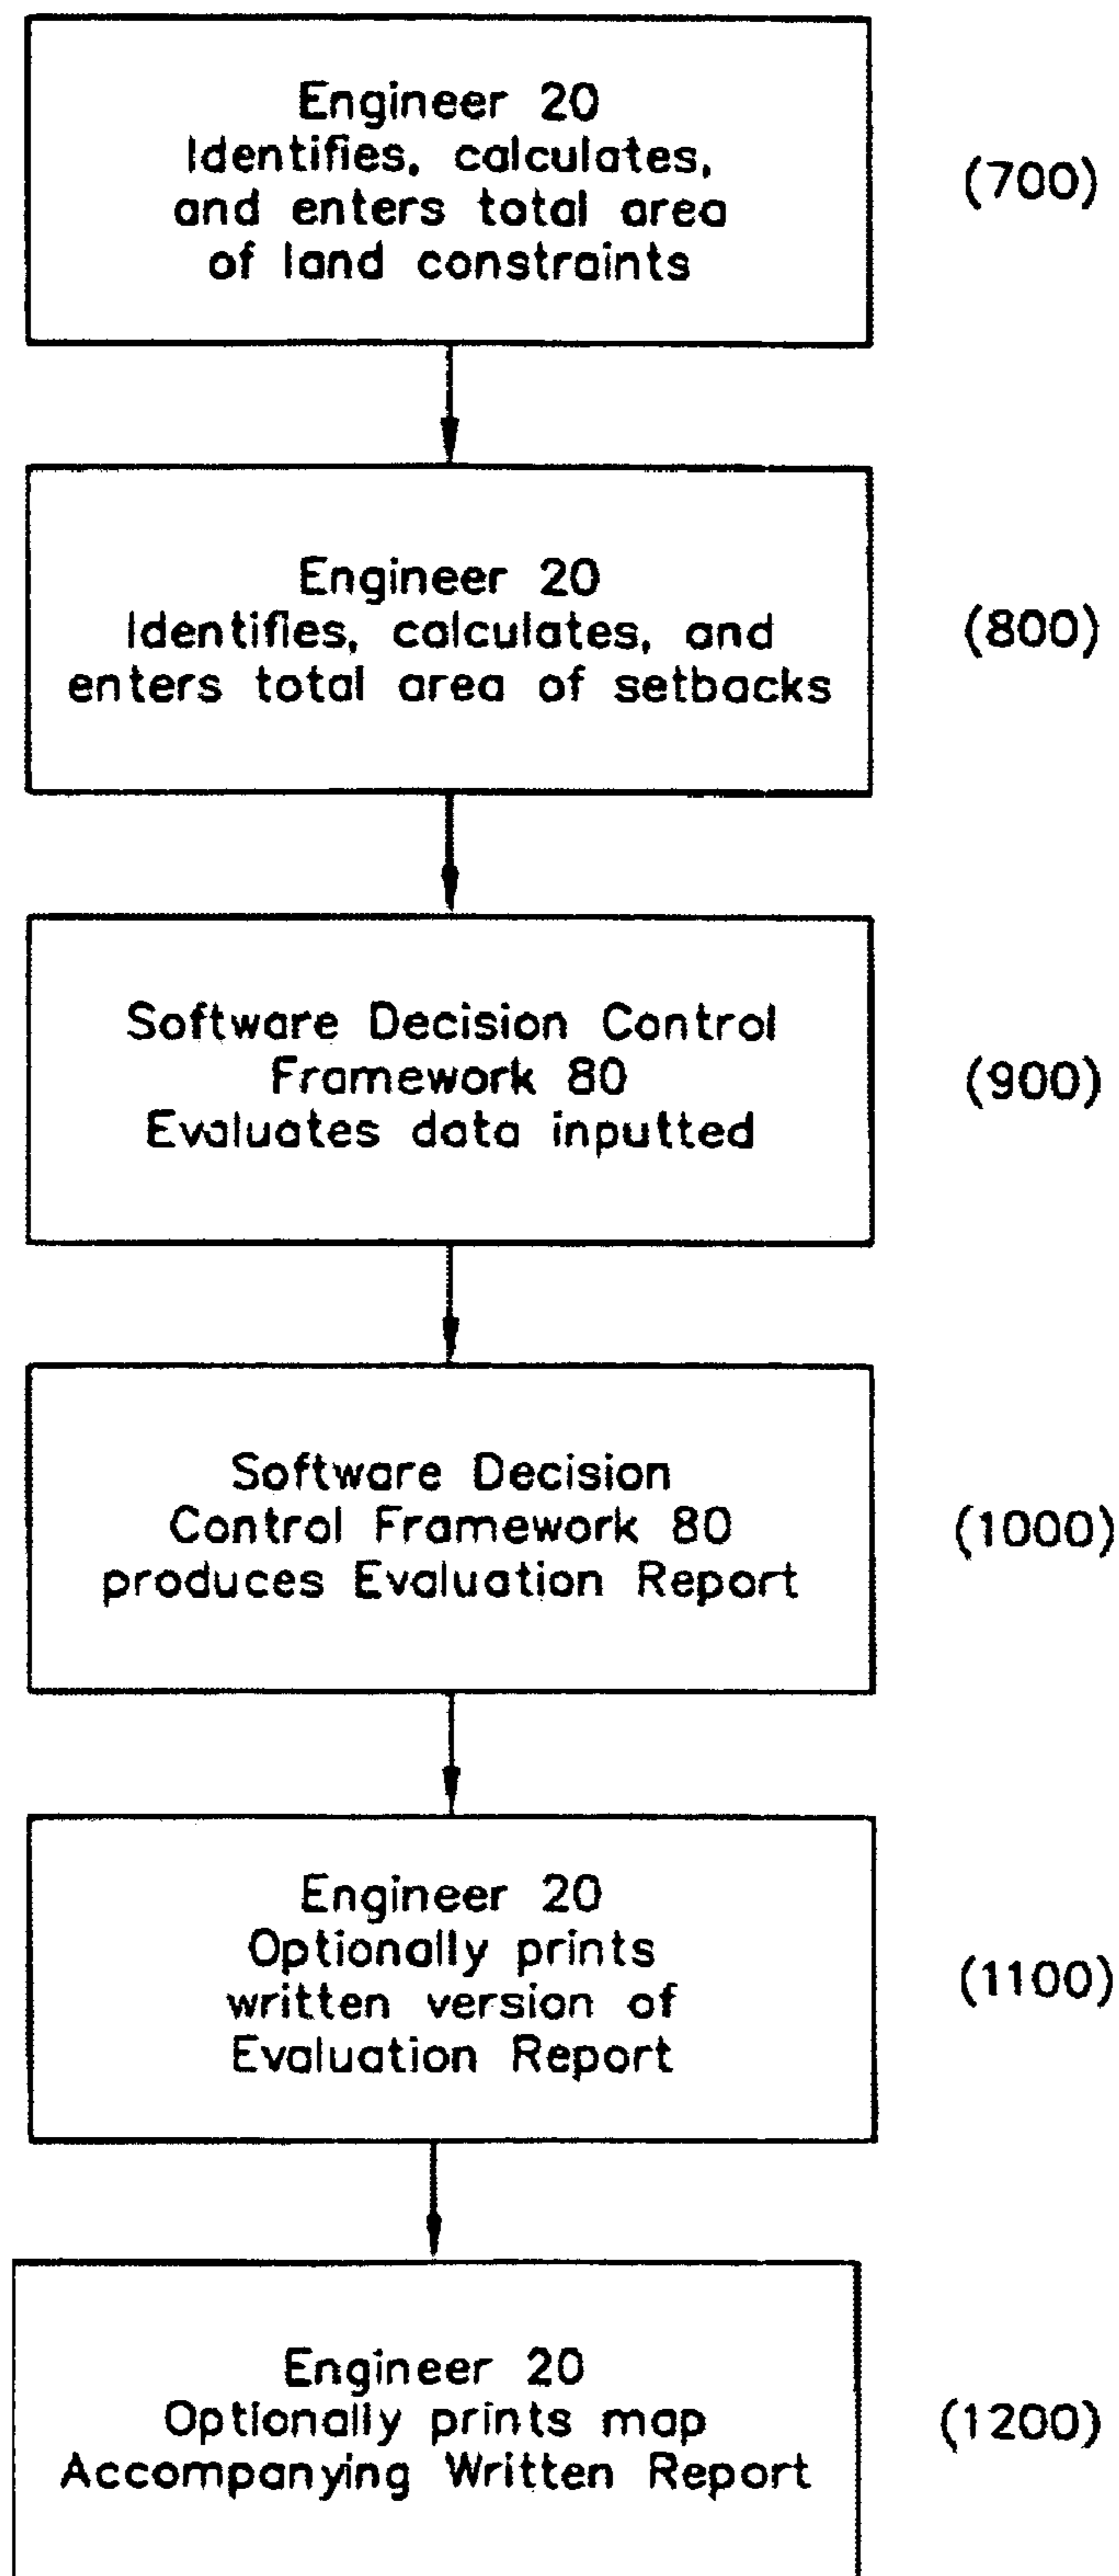 Engineer 20
Identifies, calculates,
and enters total area
of land constraints
(700)
Engineer 20
Identifies, calculates, and
enters total area of setbacks
(800)
Software Decision Control
Framework 80
Evaluates data inputted
(900)
Software Decision
Control Framework 80
produces Evaluation Report
(1000)
Engineer 20
Optionally prints
written version of
Evaluation Report
(1100)
Engineer 20
Optionally prints map
Accompanying Written Report
(1200)